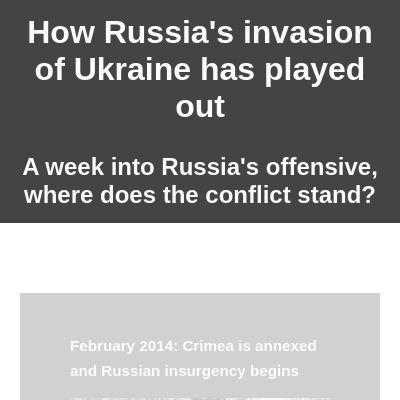 How Russia's invasion
of Ukraine has played
out
A week into Russia's offensive,
where does the conflict stand?
February 2014: Crimea is annexed
and Russian insurgency begins